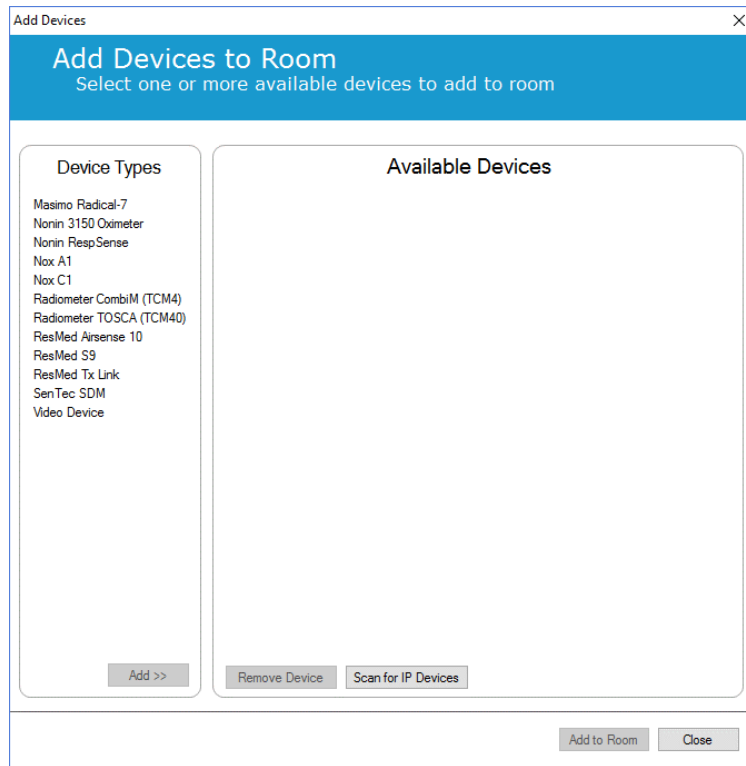 Add Devices
Add Devices to Room
Select one or more available devices to add to room
Device Types
Masimo Radical-7
Nonin 3150 Oximeter
Nonin RespSense
Nox A1
Nox C1
Radiometer CombiM (TCM4)
Radiometer TOSCA (TCM40)
ResMed Airsense 10
ResMed S9
ResMed Tx Link
SenTec SDM
Video Device
Add >>
Available Devices
Remove Device
Scan for IP Devices
Add to Room
Close